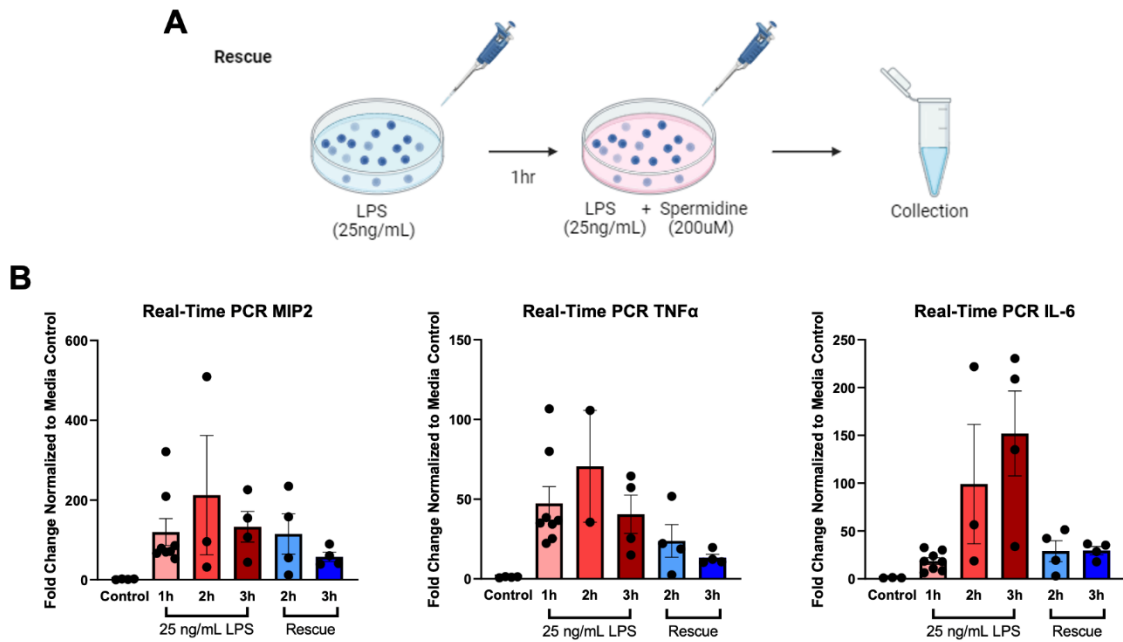 A
Rescue
1hr
LPS
(25ng/mL)
LPS + Spermidine
(25ng/mL) (200uM)
Collection
B
Real-Time PCR MIP2
Fold Change Normalized to Media Control
600
400
200
0
Control 1h 2h 3h 2h 3h
25 ng/mL LPS Rescue
Real-Time PCR TNFα
Fold Change Normalized to Media Control
150
100
50
0
Control 1h 2h 3h 2h 3h
25 ng/mL LPS Rescue
Real-Time PCR IL-6
Fold Change Normalized to Media Control
250
200
150
100
50
0
Control 1h 2h 3h 2h 3h
25 ng/mL LPS Rescue